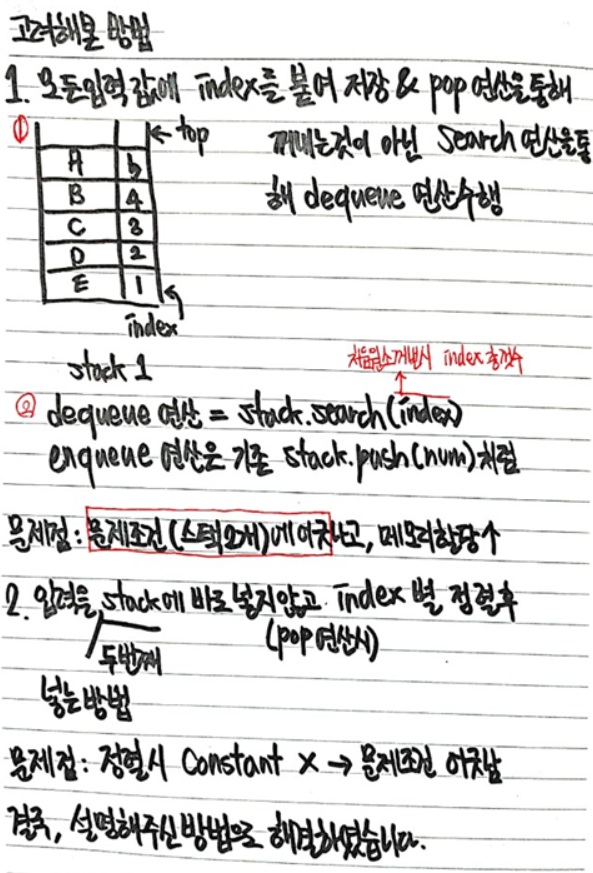 고려해본 방법
1. 모든입력 값에 index를 붙여 저장 & pop 연산을통해
① ← top 꺼내는것이 아닌 Search 연산을통
A 5
B 4 해 dequeue 연산수행
C 3
D 2
E 1
index
stack 1
처음원소꺼낼시 index 총갯수
② dequeue 연산 = stack.search(index)
enqueue 연산은 기존 stack.push(num)처럼
문제점: 문제조건(스택2개)에어긋나고, 메모리할당↑
2. 입력을 stack에 바로 넣지않고 index 별 정렬후
두번째 (pop 연산시)
넣는방법
문제점: 정렬시 Constant X → 문제조건 어긋남
결국, 설명해주신방법으로 해결하였습니다.